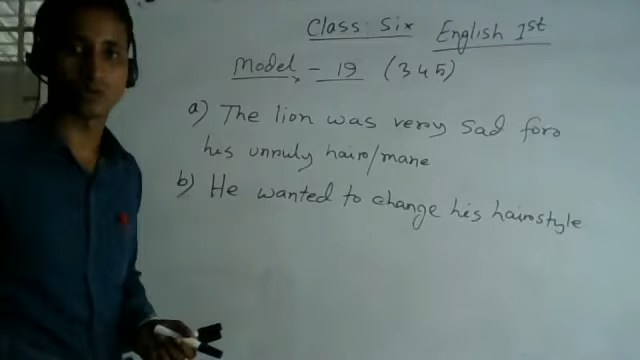 Class: Six English 1st
Model - 19 (345)
a) The lion was very sad for
his unruly hair/mane
b) He wanted to change his hairstyle